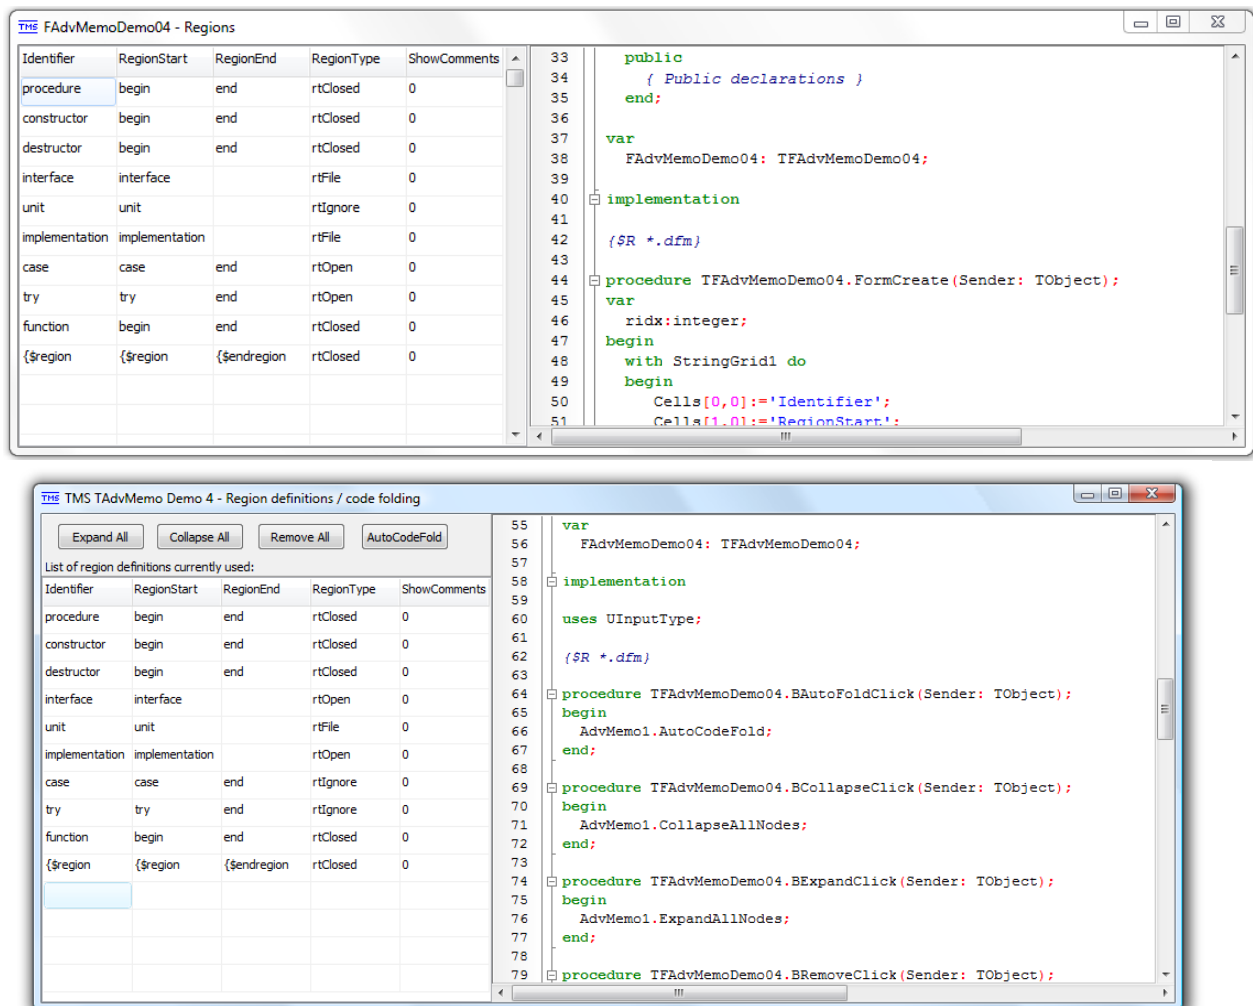 TMS FAdvMemoDemo04 - Regions
Identifier RegionStart RegionEnd RegionType ShowComments
procedure begin end rtClosed 0
constructor begin end rtClosed 0
destructor begin end rtClosed 0
interface interface rtFile 0
unit unit rtIgnore 0
implementation implementation rtFile 0
case case end rtOpen 0
try try end rtOpen 0
function begin end rtClosed 0
{$region {$region {$endregion rtClosed 0
33 public
34 { Public declarations }
35 end;
36
37 var
38 FAdvMemoDemo04: TFAdvMemoDemo04;
39
40 implementation
41
42 {$R *.dfm}
43
44 procedure TFAdvMemoDemo04.FormCreate(Sender: TObject);
45 var
46 ridx:integer;
47 begin
48 with StringGrid1 do
49 begin
50 Cells[0,0]:='Identifier';
51 Cells[1,0]:='RegionStart';
TMS TMS TAdvMemo Demo 4 - Region definitions / code folding
Expand All Collapse All Remove All AutoCodeFold
List of region definitions currently used:
Identifier RegionStart RegionEnd RegionType ShowComments
procedure begin end rtClosed 0
constructor begin end rtClosed 0
destructor begin end rtClosed 0
interface interface rtOpen 0
unit unit rtFile 0
implementation implementation rtOpen 0
case case end rtIgnore 0
try try end rtIgnore 0
function begin end rtClosed 0
{$region {$region {$endregion rtClosed 0
55 var
56 FAdvMemoDemo04: TFAdvMemoDemo04;
57
58 implementation
59
60 uses UInputType;
61
62 {$R *.dfm}
63
64 procedure TFAdvMemoDemo04.BAutoFoldClick(Sender: TObject);
65 begin
66 AdvMemo1.AutoCodeFold;
67 end;
68
69 procedure TFAdvMemoDemo04.BCollapseClick(Sender: TObject);
70 begin
71 AdvMemo1.CollapseAllNodes;
72 end;
73
74 procedure TFAdvMemoDemo04.BExpandClick(Sender: TObject);
75 begin
76 AdvMemo1.ExpandAllNodes;
77 end;
78
79 procedure TFAdvMemoDemo04.BRemoveClick(Sender: TObject);